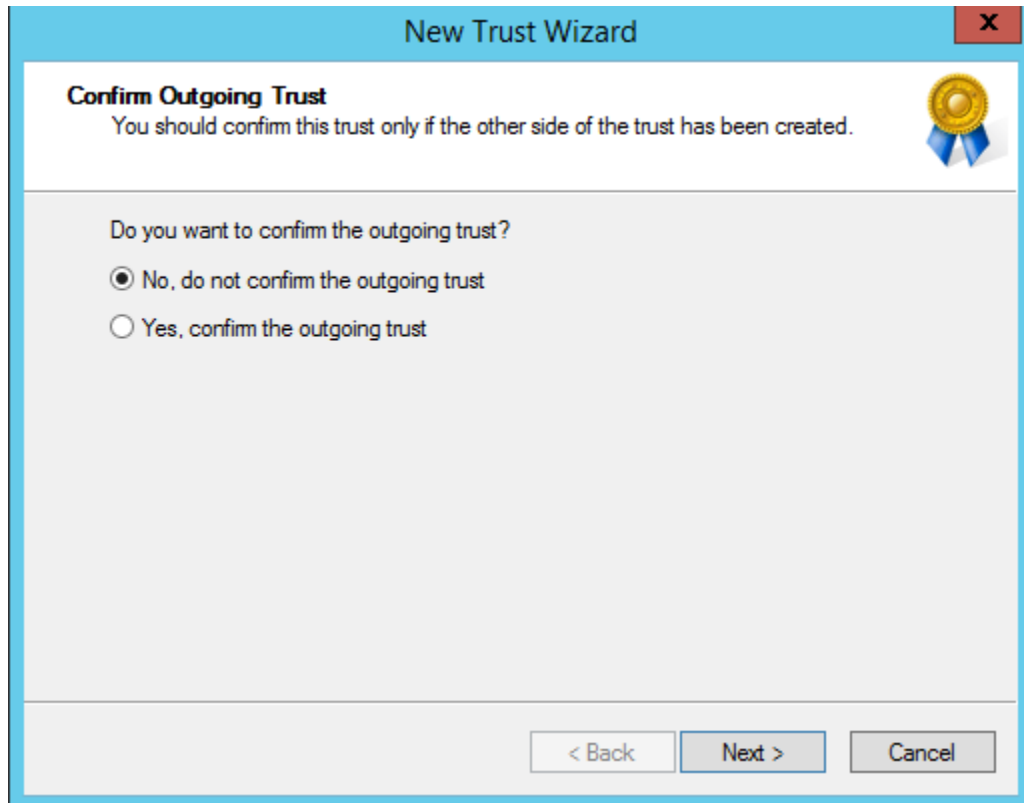 New Trust Wizard
x
Confirm Outgoing Trust
You should confirm this trust only if the other side of the trust has been created.
Do you want to confirm the outgoing trust?
No, do not confirm the outgoing trust
Yes, confirm the outgoing trust
< Back Next > Cancel